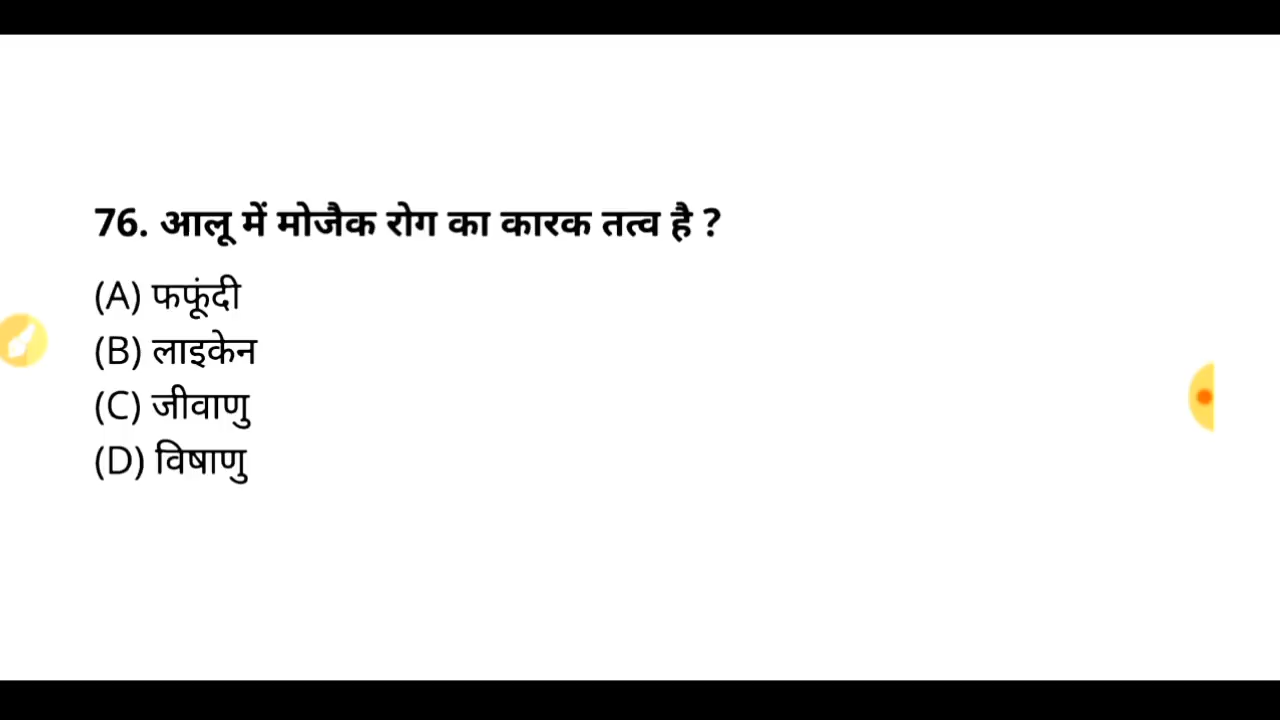 76. आलू में मोजैक रोग का कारक तत्व है ?
(A) फफूंदी
(B) लाइकेन
(C) जीवाणु
(D) विषाणु